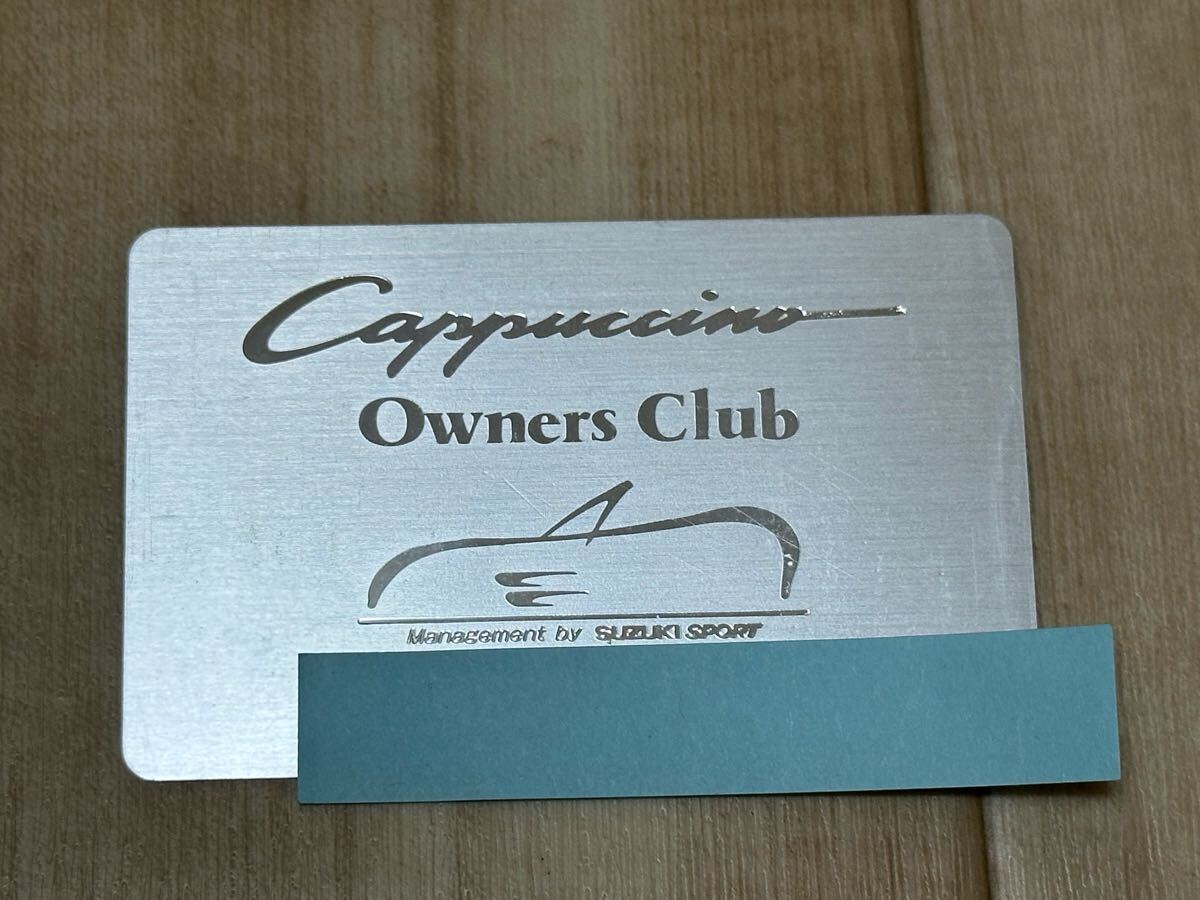 Cappuccino
Owners Club
Management by SUZUKI SPORT